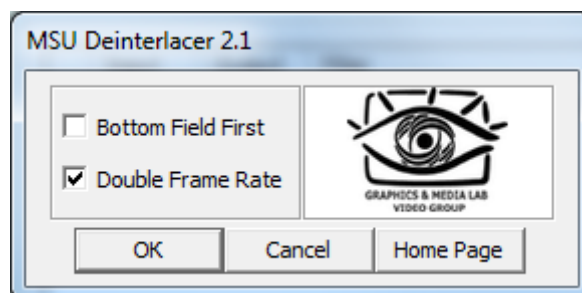 MSU Deinterlacer 2.1
Bottom Field First
Double Frame Rate
GRAPHICS & MEDIA LAB
VIDEO GROUP
OK
Cancel
Home Page